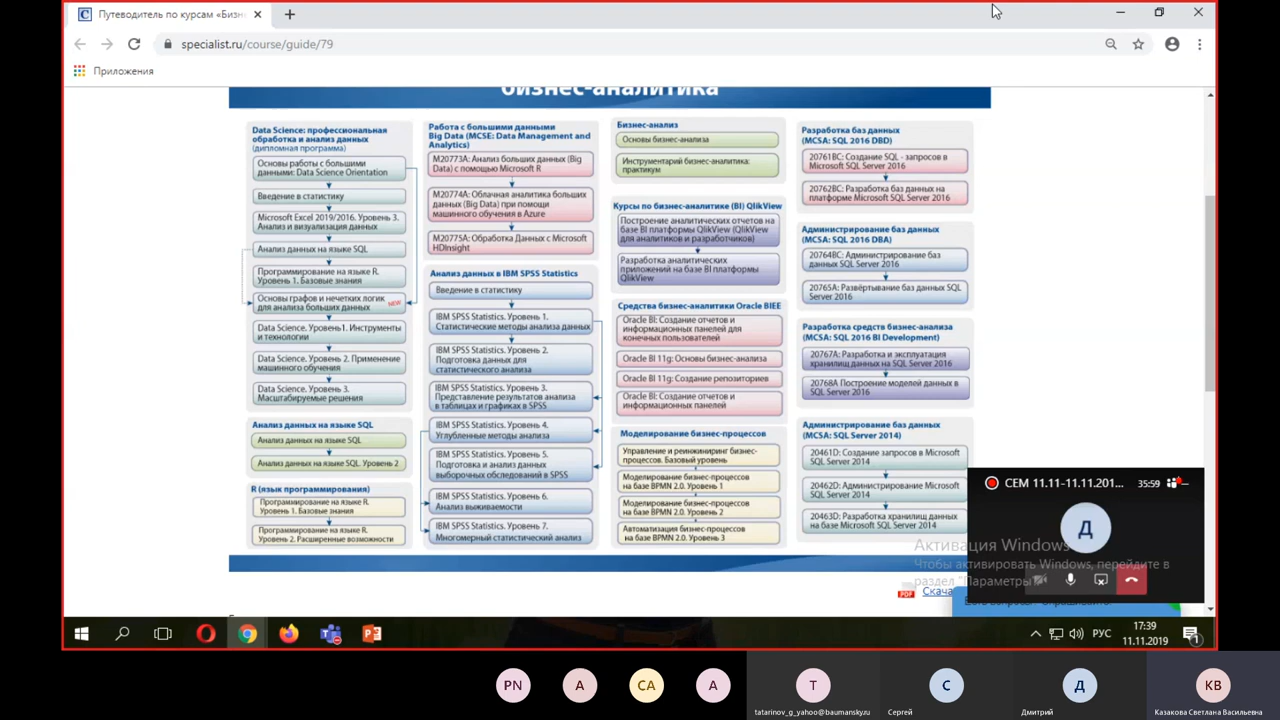 Путеводитель по курсам «Бизн
specialist.ru/course/guide/79
Приложения
бизнес-аналитика
Data Science: профессиональная
обработка и анализ данных
(дипломная программа)
Основы работы с большими
данными: Data Science Orientation
Введение в статистику
Microsoft Excel 2019/2016. Уровень 3.
Анализ и визуализация данных
Анализ данных на языке SQL
Программирование на языке R.
Уровень 1. Базовые знания
Основы графов и нечетких логик
для анализа больших данных NEW
Data Science. Уровень1. Инструменты
и технологии
Data Science. Уровень 2. Применение
машинного обучения
Data Science. Уровень 3.
Масштабируемые решения
Анализ данных на языке SQL
Анализ данных на языке SQL
Анализ данных на языке SQL. Уровень 2
R (язык программирования)
Программирование на языке R.
Уровень 1. Базовые знания
Программирование на языке R.
Уровень 2. Расширенные возможности
Работа с большими данными
Big Data (MCSE: Data Management and
Analytics)
M20773A: Анализ больших данных (Big
Data) с помощью Microsoft R
M20774A: Облачная аналитика больших
данных (Big Data) при помощи
машинного обучения в Azure
M20775A: Обработка Данных с Microsoft
HDInsight
Анализ данных в IBM SPSS Statistics
Введение в статистику
IBM SPSS Statistics. Уровень 1.
Статистические методы анализа данных
IBM SPSS Statistics. Уровень 2.
Подготовка данных для
статистического анализа
IBM SPSS Statistics. Уровень 3.
Представление результатов анализа
в таблицах и графиках в SPSS
IBM SPSS Statistics. Уровень 4.
Углубленные методы анализа
IBM SPSS Statistics. Уровень 5.
Подготовка и анализ данных
выборочных обследований в SPSS
IBM SPSS Statistics. Уровень 6.
Анализ выживаемости
IBM SPSS Statistics. Уровень 7.
Многомерный статистический анализ
Бизнес-анализ
Основы бизнес-анализа
Инструментарий бизнес-аналитика:
практикум
Курсы по бизнес-аналитике (BI) QlikView
Построение аналитических отчетов на
базе BI платформы QlikView (QlikView
для аналитиков и разработчиков)
Разработка аналитических
приложений на базе BI платформы
QlikView
Средства бизнес-аналитики Oracle BIEE
Oracle BI: Создание отчетов и
информационных панелей для
конечных пользователей
Oracle BI 11g: Основы бизнес-анализа
Oracle BI 11g: Создание репозиториев
Oracle BI: Создание отчетов и
информационных панелей
Моделирование бизнес-процессов
Управление и реинжиниринг бизнес-
процессов. Базовый уровень
Моделирование бизнес-процессов
на базе BPMN 2.0. Уровень 1
Моделирование бизнес-процессов
на базе BPMN 2.0. Уровень 2
Автоматизация бизнес-процессов
на базе BPMN 2.0. Уровень 3
Разработка баз данных
(MCSA: SQL 2016 DBD)
20761BC: Создание SQL - запросов в
Microsoft SQL Server 2016
20762BC: Разработка баз данных на
платформе Microsoft SQL Server 2016
Администрирование баз данных
(MCSA: SQL 2016 DBA)
20764BC: Администрирование баз
данных SQL Server 2016
20765A: Развёртывание баз данных SQL
Server 2016
Разработка средств бизнес-анализа
(MCSA: SQL 2016 BI Development)
20767A: Разработка и эксплуатация
хранилищ данных на SQL Server 2016
20768A Построение моделей данных в
SQL Server 2016
Администрирование баз данных
(MCSA: SQL Server 2014)
20461D: Создание запросов в Microsoft
SQL Server 2014
20462D: Администрирование Microsoft
SQL Server 2014
20463D: Разработка хранилищ данных
на базе Microsoft SQL Server 2014
СЕМ 11.11-11.11.201... 35:59
Д
Активация Windows
Чтобы активировать Windows, перейдите в
раздел "Параметры
PDF Скача
РУС
17:39
11.11.2019
1
PN
A
CA
A
T
С
Д
КВ
tatarinov_g_yahoo@baumansky.ru
Сергей
Дмитрий
Казакова Светлана Васильевна